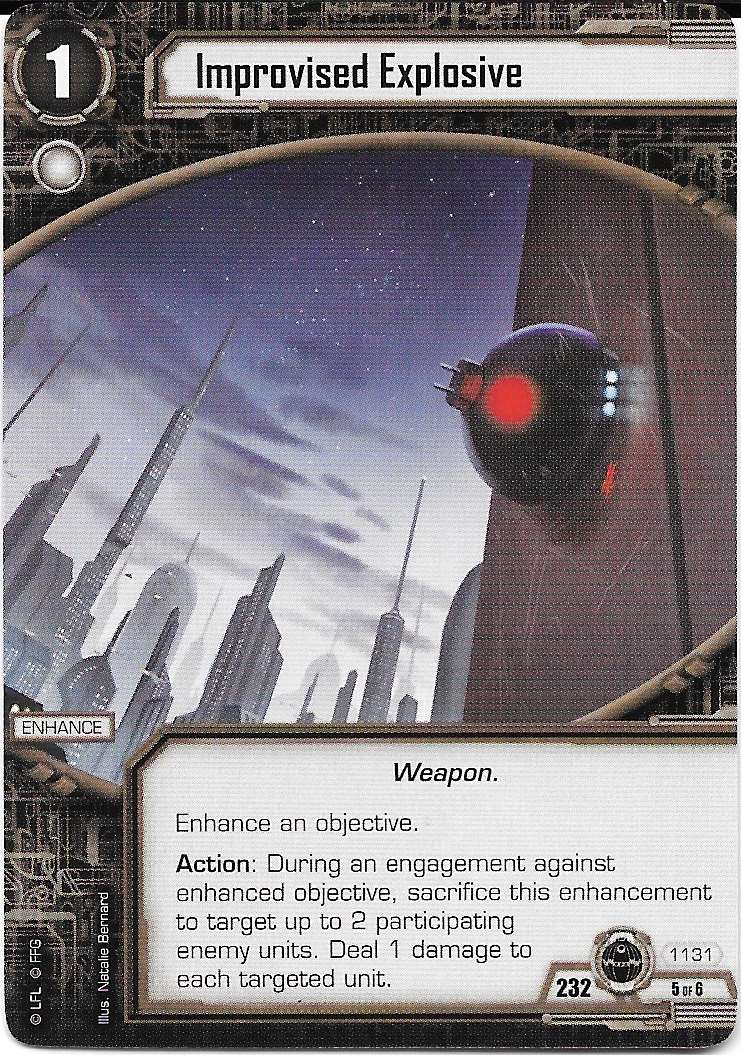 1
Improvised Explosive
ENHANCE
Weapon.
Enhance an objective.
Action: During an engagement against
enhanced objective, sacrifice this enhancement
to target up to 2 participating
enemy units. Deal 1 damage to
each targeted unit.
232
1131
5 OF 6
© LFL © FFG
Illus. Natalie Bernard